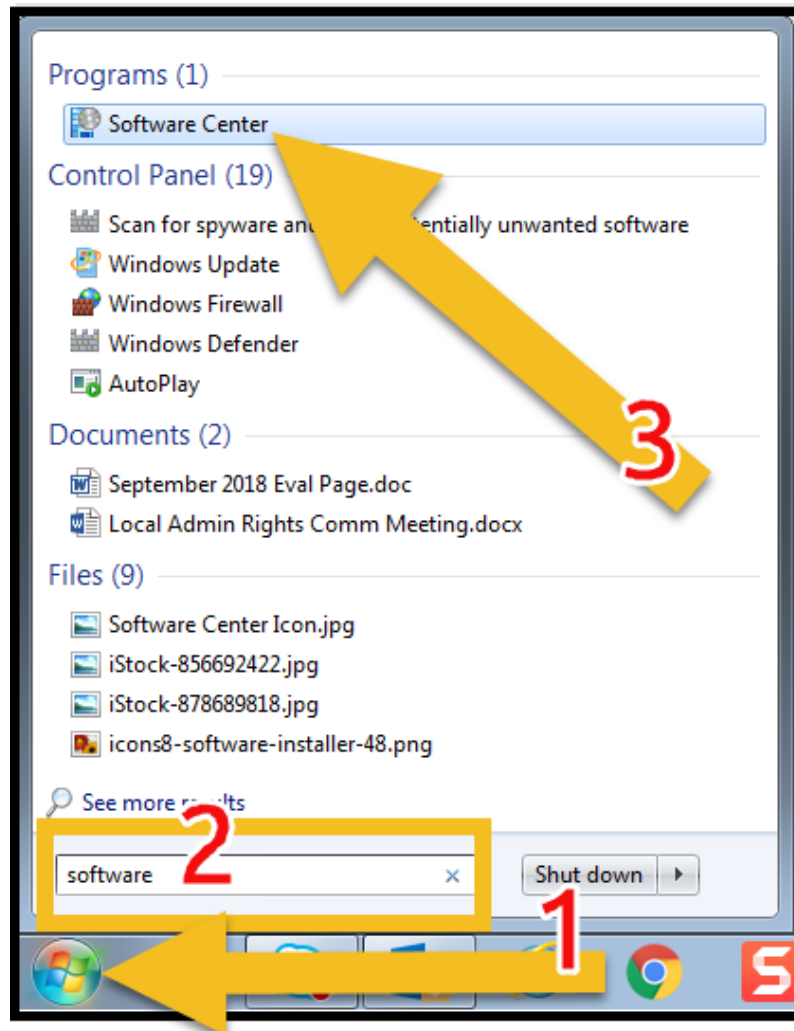 Programs (1)
Software Center
Control Panel (19)
Scan for spyware and entially unwanted software
Windows Update
Windows Firewall
Windows Defender
AutoPlay
Documents (2)
September 2018 Eval Page.doc
Local Admin Rights Comm Meeting.docx
3
Files (9)
Software Center Icon.jpg
iStock-856692422.jpg
iStock-878689818.jpg
icons8-software-installer-48.png
See more results
2
software
Shut down
1
S